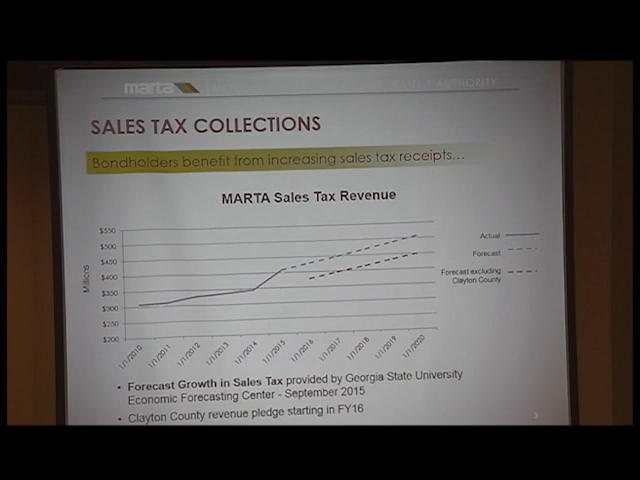 marta
TRANSIT AUTHORITY
SALES TAX COLLECTIONS
Bondholders benefit from increasing sales tax receipts...
MARTA Sales Tax Revenue
Millions
$550
$500
$450
$400
$350
$300
$250
$200
1/1/2010
1/1/2011
1/1/2012
1/1/2013
1/1/2014
1/1/2015
1/1/2016
1/1/2017
1/1/2018
1/1/2019
1/1/2020
Actual
Forecast
Forecast excluding
Clayton County
• Forecast Growth in Sales Tax provided by Georgia State University
Economic Forecasting Center - September 2015
• Clayton County revenue pledge starting in FY16
3